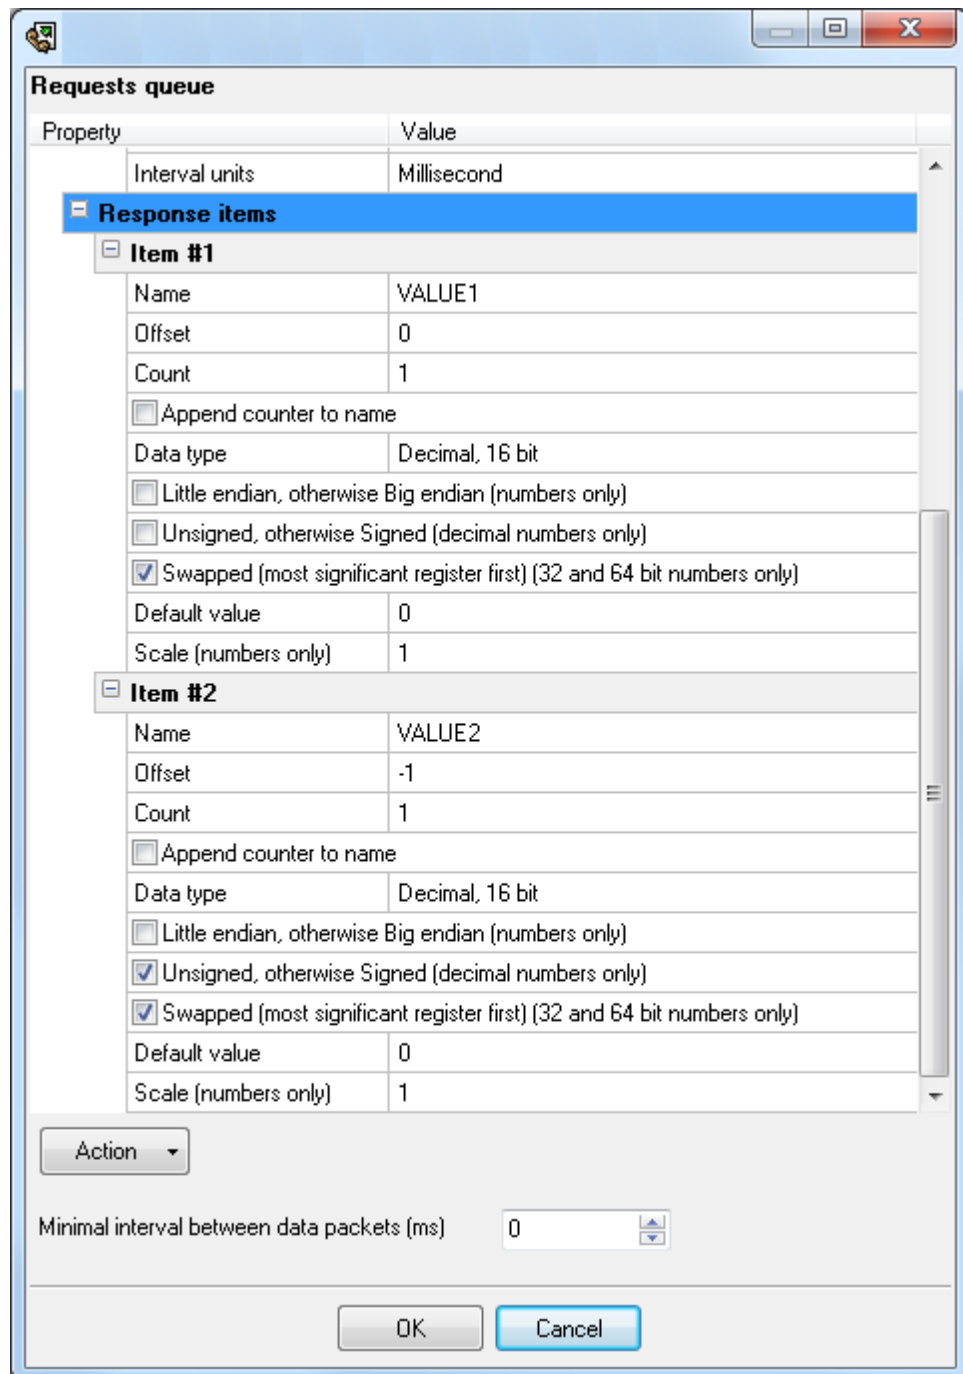 Requests queue
Property Value
Interval units Millisecond
Response items
Item #1
Name VALUE1
Offset 0
Count 1
Append counter to name
Data type Decimal, 16 bit
Little endian, otherwise Big endian (numbers only)
Unsigned, otherwise Signed (decimal numbers only)
Swapped (most significant register first) (32 and 64 bit numbers only)
Default value 0
Scale (numbers only) 1
Item #2
Name VALUE2
Offset -1
Count 1
Append counter to name
Data type Decimal, 16 bit
Little endian, otherwise Big endian (numbers only)
Unsigned, otherwise Signed (decimal numbers only)
Swapped (most significant register first) (32 and 64 bit numbers only)
Default value 0
Scale (numbers only) 1
Action
Minimal interval between data packets (ms) 0
OK Cancel